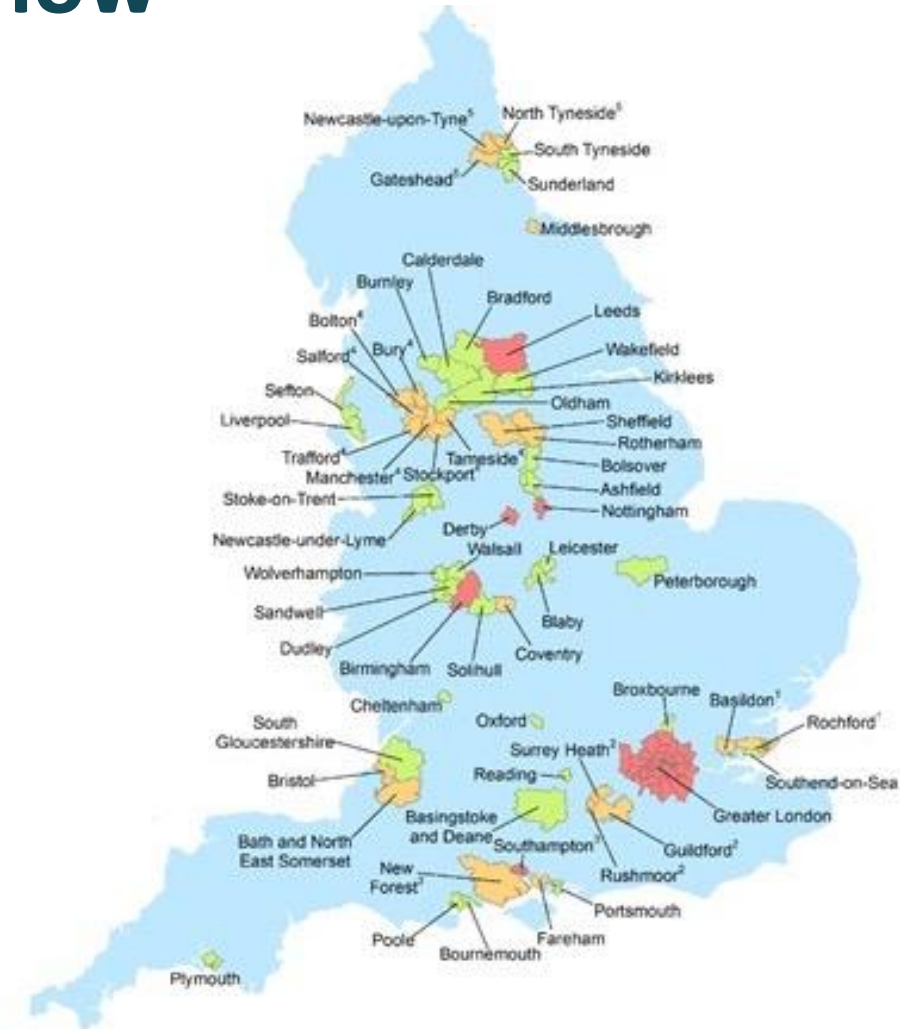 Newcastle-upon-Tyne⁵
North Tyneside⁵
South Tyneside
Gateshead⁵
Sunderland
Middlesbrough
Calderdale
Burnley
Bradford
Leeds
Bolton⁴
Salford⁴
Bury⁴
Wakefield
Kirklees
Sefton
Oldham
Liverpool
Sheffield
Rotherham
Trafford⁴
Tameside⁴
Manchester⁴
Stockport⁴
Bolsover
Ashfield
Stoke-on-Trent
Nottingham
Derby
Newcastle-under-Lyme
Walsall
Leicester
Wolverhampton
Peterborough
Sandwell
Blaby
Dudley
Coventry
Birmingham
Solihull
Cheltenham
Broxbourne
Basildon¹
Oxford
Rochford¹
South
Gloucestershire
Surrey Heath²
Reading
Bristol
Southend-on-Sea
Greater London
Basingstoke
and Deane
Bath and North
East Somerset
Southampton³
Guildford²
Rushmoor²
New
Forest³
Portsmouth
Poole
Fareham
Bournemouth
Plymouth